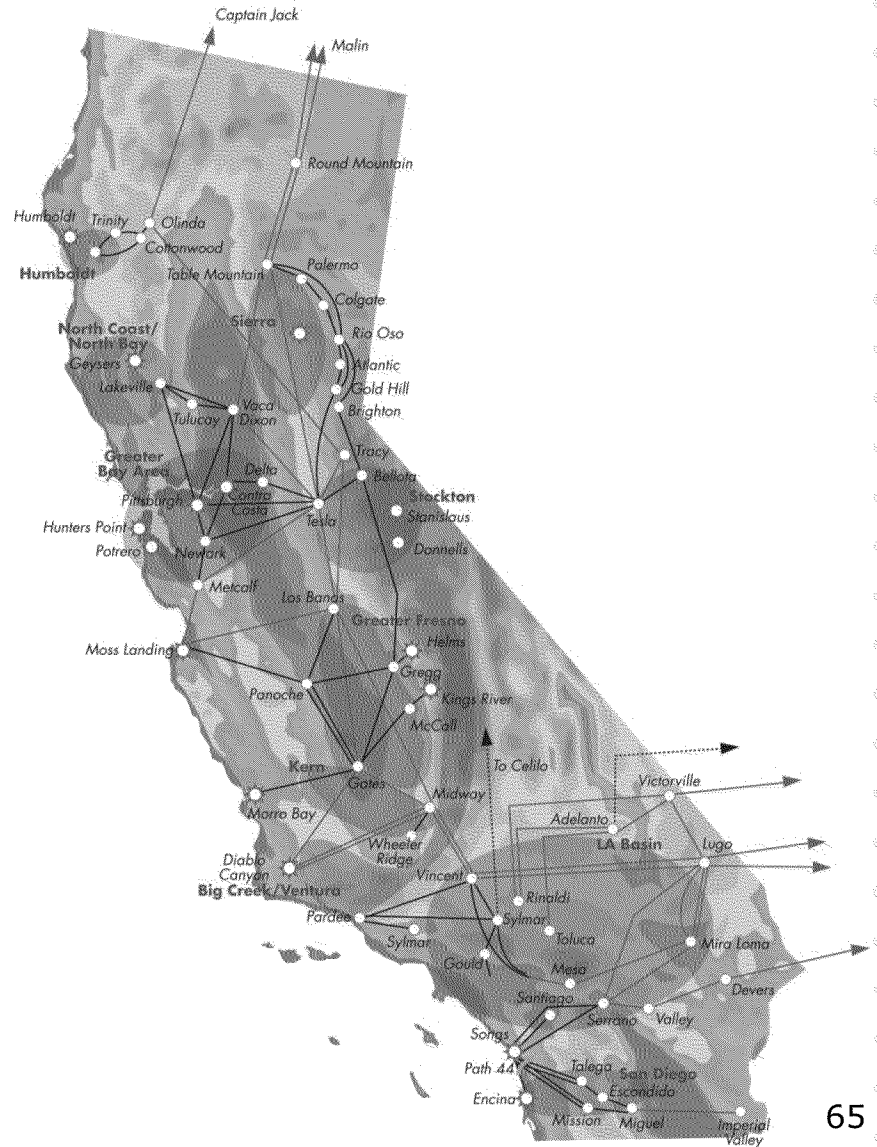 Captain Jack
Malin
Round Mountain
Humboldt
Trinity
Olinda
Cottonwood
Humboldt
Table Mountain
Palermo
Colgate
Sierra
Rio Oso
North Coast/
North Bay
Geysers
Atlantic
Lakeville
Gold Hill
Tulucay
Vaca
Dixon
Brighton
Tracy
Greater
Bay Area
Delta
Bellota
Pittsburgh
Contra
Costa
Tesla
Stockton
Stanislaus
Hunters Point
Potrero
Newark
Donnells
Metcalf
Los Banos
Greater Fresno
Helms
Moss Landing
Gregg
Panoche
Kings River
McCall
Kern
Gates
To Celilo
Morro Bay
Midway
Victorville
Adelanto
Wheeler
Ridge
LA Basin
Lugo
Diablo
Canyon
Vincent
Big Creek/Ventura
Rinaldi
Pardee
Sylmar
Sylmar
Toluca
Mira Loma
Gould
Mesa
Devers
Santiago
Serrano
Valley
Songs
Path 44
Talega
San Diego
Escondido
Encina
Mission
Miguel
Imperial
Valley
65